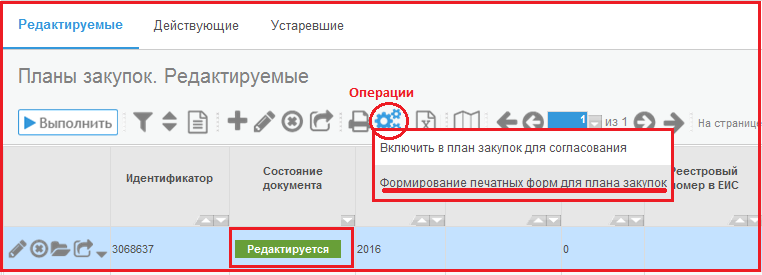 Редактируемые Действующие Устаревшие
Планы закупок. Редактируемые
Операции
Выполнить 1 из 1 На странице
Включить в план закупок для согласования
Формирование печатных форм для плана закупок
Идентификатор Состояние документа Реестровый номер в ЕИС
3068637 Редактируется 2016 0